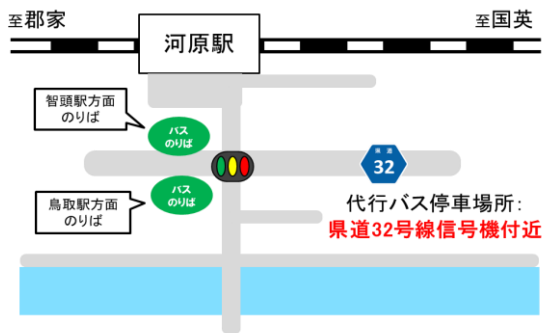 至郡家
至国英
河原駅
智頭駅方面
のりば
バス
のりば
県道
32
鳥取駅方面
のりば
バス
のりば
代行バス停車場所:
県道32号線信号機付近